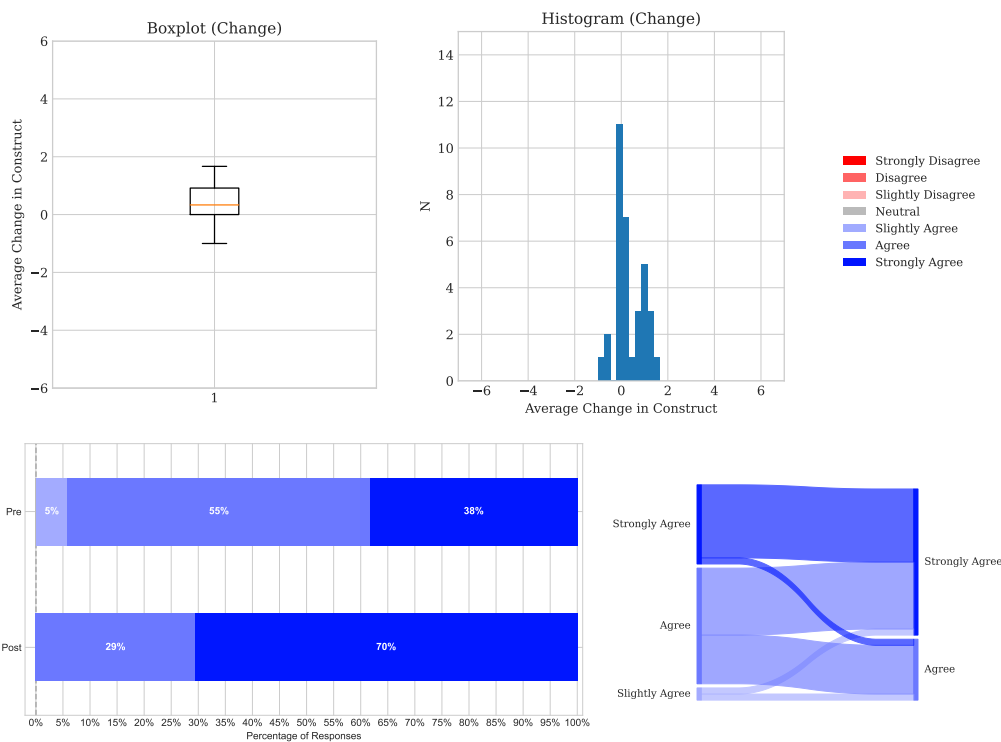 Boxplot (Change)
6
4
2
0
−2
−4
−6
Average Change in Construct
1
Histogram (Change)
14
12
10
8
6
4
2
0
N
−6 −4 −2 0 2 4 6
Average Change in Construct
Strongly Disagree
Disagree
Slightly Disagree
Neutral
Slightly Agree
Agree
Strongly Agree
Pre
5% 55% 38%
Post
29% 70%
0% 5% 10% 15% 20% 25% 30% 35% 40% 45% 50% 55% 60% 65% 70% 75% 80% 85% 90% 95% 100%
Percentage of Responses
Strongly Agree
Agree
Slightly Agree
Strongly Agree
Agree